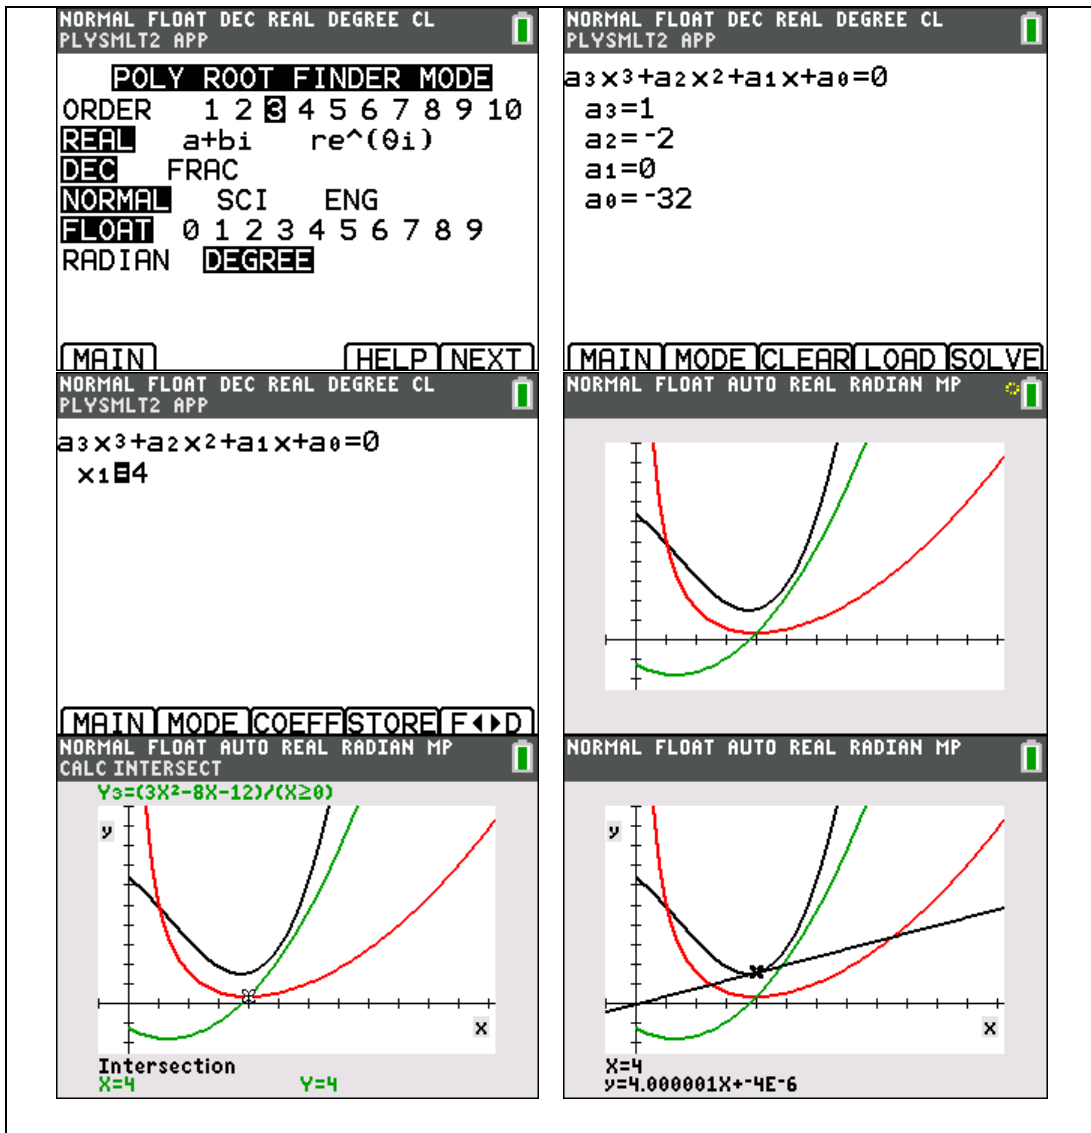 NORMAL FLOAT DEC REAL DEGREE CL
PLYSMLT2 APP
POLY ROOT FINDER MODE
ORDER 1 2 3 4 5 6 7 8 9 10
REAL a+bi re^(θi)
DEC FRAC
NORMAL SCI ENG
FLOAT 0 1 2 3 4 5 6 7 8 9
RADIAN DEGREE
MAIN HELP NEXT
NORMAL FLOAT DEC REAL DEGREE CL
PLYSMLT2 APP
a₃x³+a₂x²+a₁x+a₀=0
a₃=1
a₂=⁻2
a₁=0
a₀=⁻32
MAIN MODE CLEAR LOAD SOLVE
NORMAL FLOAT DEC REAL DEGREE CL
PLYSMLT2 APP
a₃x³+a₂x²+a₁x+a₀=0
x₁=4
MAIN MODE COEFF STORE F◄►D
NORMAL FLOAT AUTO REAL RADIAN MP
NORMAL FLOAT AUTO REAL RADIAN MP
CALC INTERSECT
Y₃=(3X²-8X-12)/(X≥0)
y
x
Intersection
X=4 Y=4
NORMAL FLOAT AUTO REAL RADIAN MP
y
x
X=4
y=4.000001X+⁻4E⁻6